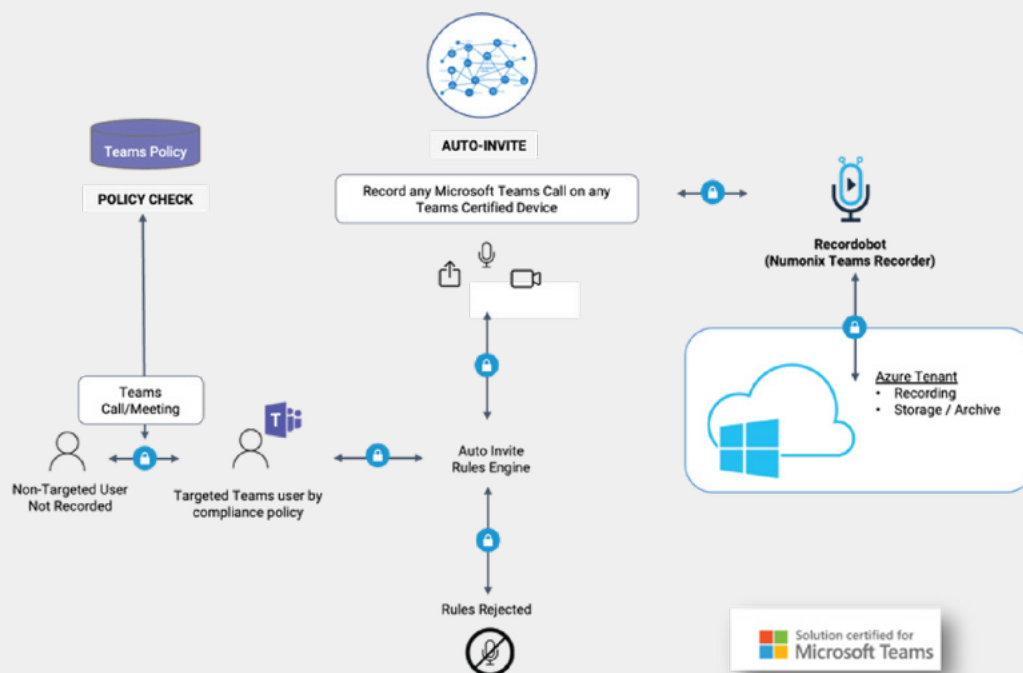 Teams Policy
POLICY CHECK
AUTO-INVITE
Record any Microsoft Teams Call on any
Teams Certified Device
Recordobot
(Numonix Teams Recorder)
Teams
Call/Meeting
T
Non-Targeted User
Not Recorded
Targeted Teams user by
compliance policy
Auto Invite
Rules Engine
Azure Tenant
• Recording
• Storage / Archive
Rules Rejected
Solution certified for
Microsoft Teams